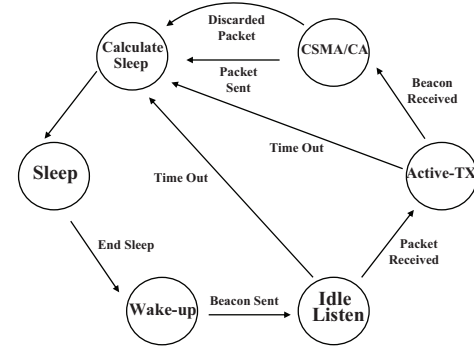 Discarded
Packet
Calculate
Sleep
CSMA/CA
Packet
Sent
Beacon
Received
Time Out
Sleep
Active-TX
Time Out
End Sleep
Packet
Received
Wake-up
Beacon Sent
Idle
Listen